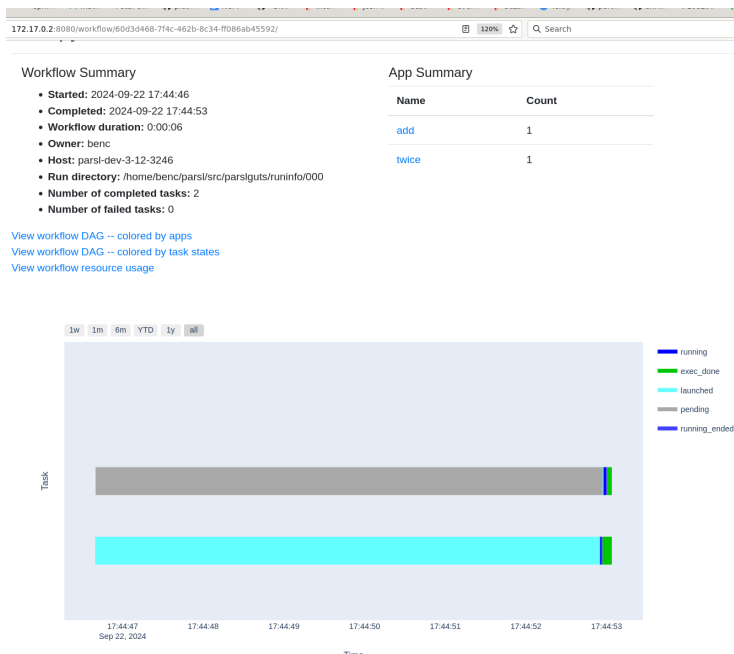 172.17.0.2:8080/workflow/60d3d468-7f4c-462b-8c34-ff086ab45592/
120%
Search
Workflow Summary
App Summary
• Started: 2024-09-22 17:44:46
• Completed: 2024-09-22 17:44:53
• Workflow duration: 0:00:06
• Owner: benc
• Host: parsl-dev-3-12-3246
• Run directory: /home/benc/parsl/src/parslguts/runinfo/000
• Number of completed tasks: 2
• Number of failed tasks: 0
Name Count
add 1
twice 1
View workflow DAG -- colored by apps
View workflow DAG -- colored by task states
View workflow resource usage
1w 1m 6m YTD 1y all
running
exec_done
launched
pending
running_ended
Task
17:44:47 17:44:48 17:44:49 17:44:50 17:44:51 17:44:52 17:44:53
Sep 22, 2024